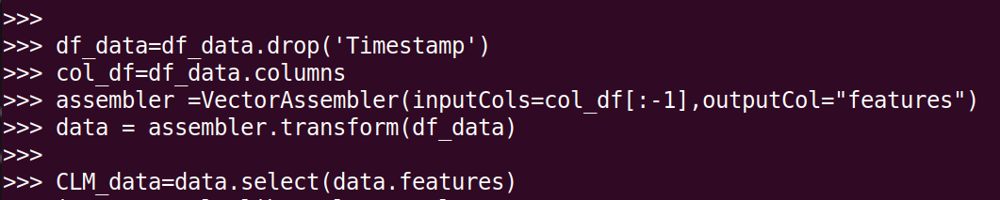 >>>
>>> df_data=df_data.drop('Timestamp')
>>> col_df=df_data.columns
>>> assembler =VectorAssembler(inputCols=col_df[:-1],outputCol="features")
>>> data = assembler.transform(df_data)
>>>
>>> CLM_data=data.select(data.features)